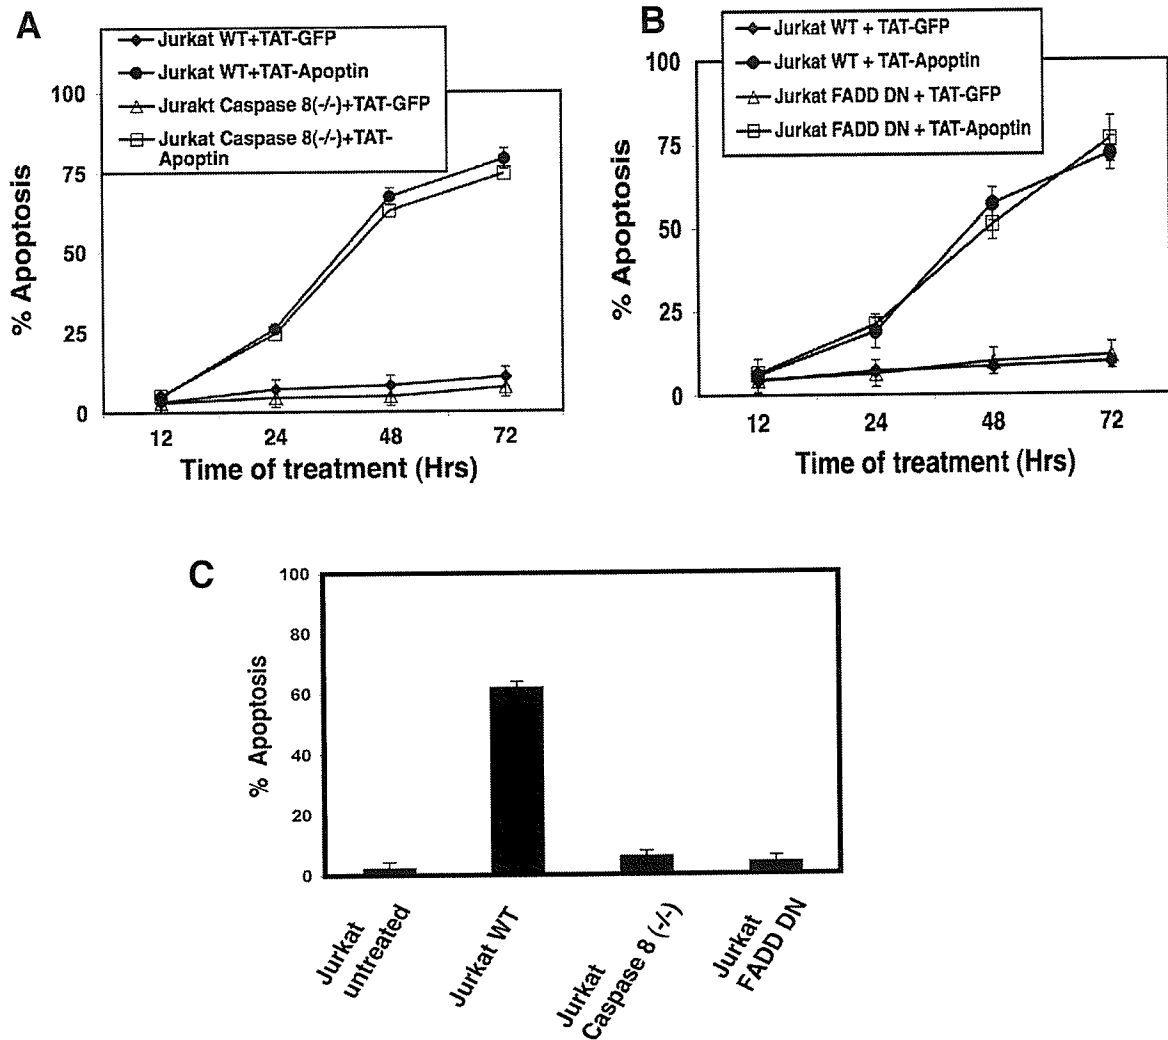 A
Jurkat WT+TAT-GFP
Jurkat WT+TAT-Apoptin
Jurakt Caspase 8(-/-)+TAT-GFP
Jurkat Caspase 8(-/-)+TAT-
Apoptin
100
75
50
25
0
% Apoptosis
12 24 48 72
Time of treatment (Hrs)
B
Jurkat WT + TAT-GFP
Jurkat WT + TAT-Apoptin
Jurkat FADD DN + TAT-GFP
Jurkat FADD DN + TAT-Apoptin
100
75
50
25
0
% Apoptosis
12 24 48 72
Time of treatment (Hrs)
C
100
80
60
40
20
0
% Apoptosis
Jurkat
untreated
Jurkat WT
Jurkat
Caspase 8 (-/-)
Jurkat
FADD DN